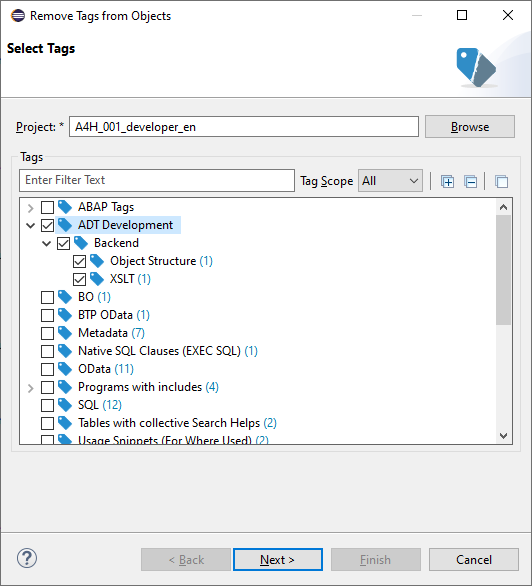 Remove Tags from Objects
Select Tags
Project: * A4H_001_developer_en Browse
Tags
Enter Filter Text Tag Scope All
ABAP Tags
ADT Development
Backend
Object Structure (1)
XSLT (1)
BO (1)
BTP OData (1)
Metadata (7)
Native SQL Clauses (EXEC SQL) (1)
OData (11)
Programs with includes (4)
SQL (12)
Tables with collective Search Helps (2)
Usage Snippets (For Where Used) (2)
? < Back Next > Finish Cancel